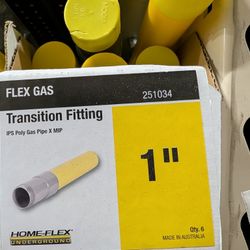 FLEX GAS 251034
Transition Fitting
IPS Poly Gas Pipe X MIP
1"
HOME-FLEX
UNDERGROUND
Qty. 6
MADE IN AUSTRALIA